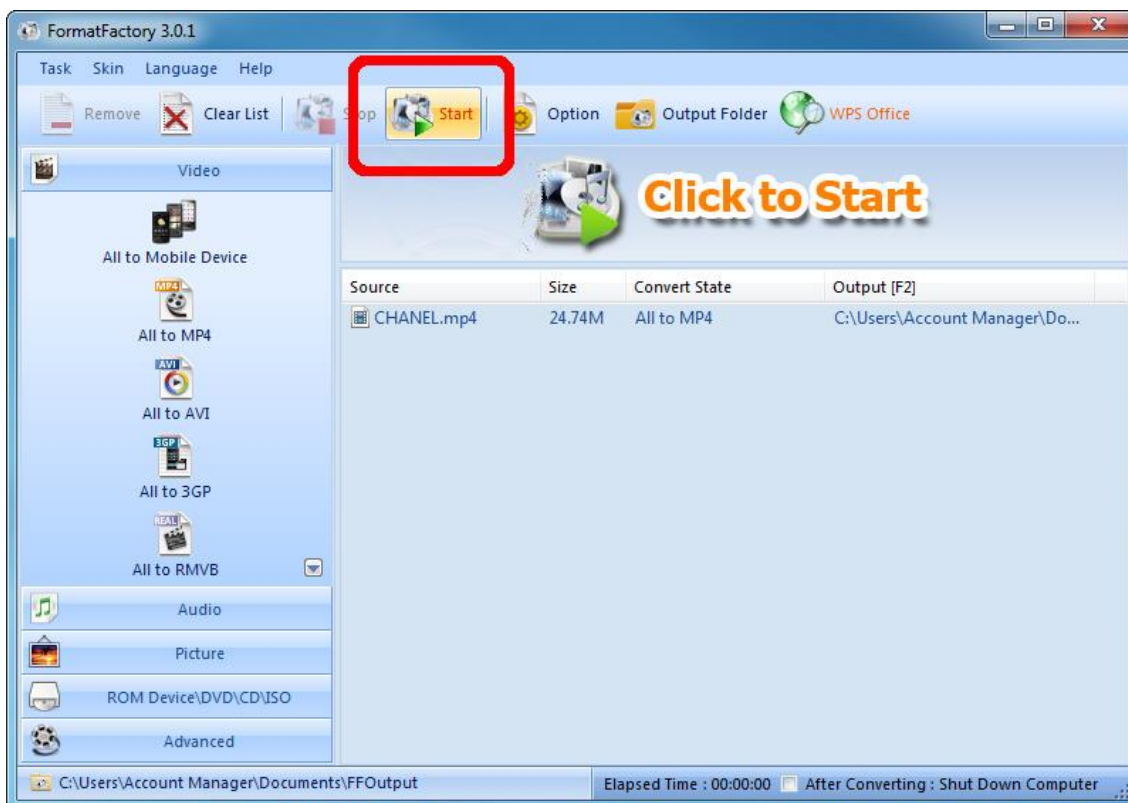 FormatFactory 3.0.1
Task Skin Language Help
Remove Clear List Stop Start Option Output Folder WPS Office
Video
Click to Start
All to Mobile Device
MP4
All to MP4
AVI
All to AVI
3GP
All to 3GP
REAL
All to RMVB
Audio
Picture
ROM Device\DVD\CD\ISO
Advanced
Source Size Convert State Output [F2]
CHANEL.mp4 24.74M All to MP4 C:\Users\Account Manager\Do...
C:\Users\Account Manager\Documents\FFOutput Elapsed Time : 00:00:00 After Converting : Shut Down Computer